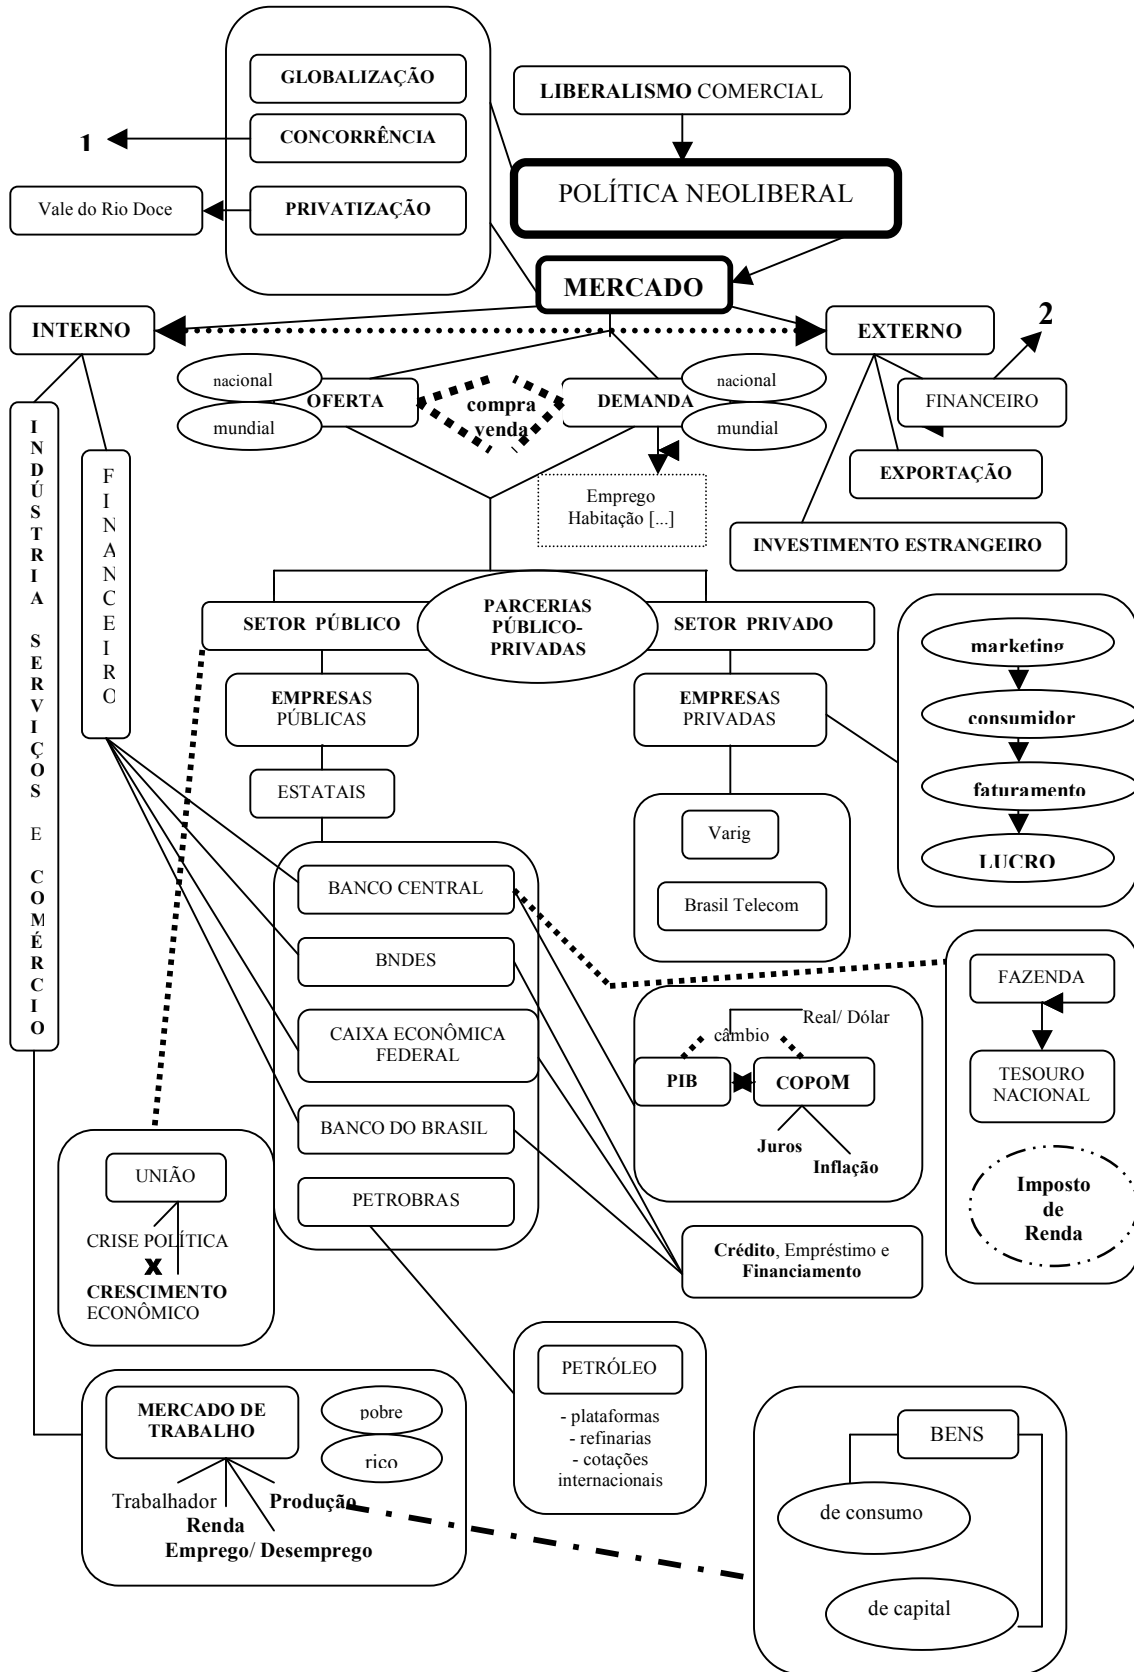 GLOBALIZAÇÃO
LIBERALISMO COMERCIAL
1
CONCORRÊNCIA
POLÍTICA NEOLIBERAL
Vale do Rio Doce
PRIVATIZAÇÃO
MERCADO
INTERNO
EXTERNO
2
nacional
OFERTA
mundial
compra
venda
DEMANDA
nacional
mundial
FINANCEIRO
EXPORTAÇÃO
INVESTIMENTO ESTRANGEIRO
Emprego
Habitação [...]
INDÚSTRIA SERVIÇOS E COMÉRCIO
FINANCEIRO
SETOR PÚBLICO
PARCERIAS
PÚBLICO-
PRIVADAS
SETOR PRIVADO
EMPRESAS
PÚBLICAS
EMPRESAS
PRIVADAS
marketing
consumidor
faturamento
LUCRO
ESTATAIS
Varig
Brasil Telecom
BANCO CENTRAL
BNDES
CAIXA ECONÔMICA
FEDERAL
BANCO DO BRASIL
PETROBRAS
FAZENDA
TESOURO
NACIONAL
Imposto
de
Renda
Real/ Dólar
câmbio
PIB
COPOM
Juros
Inflação
UNIÃO
CRISE POLÍTICA
X
CRESCIMENTO
ECONÔMICO
Crédito, Empréstimo e
Financiamento
PETRÓLEO
- plataformas
- refinarias
- cotações
internacionais
MERCADO DE
TRABALHO
pobre
rico
Trabalhador
Produção
Renda
Emprego/ Desemprego
BENS
de consumo
de capital